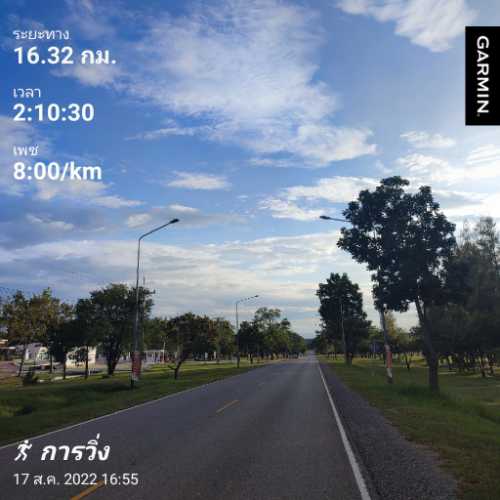 ระยะทาง
16.32 กม.
เวลา
2:10:30
เพซ
8:00/km
GARMIN
การวิ่ง
17 ส.ค. 2022 16:55